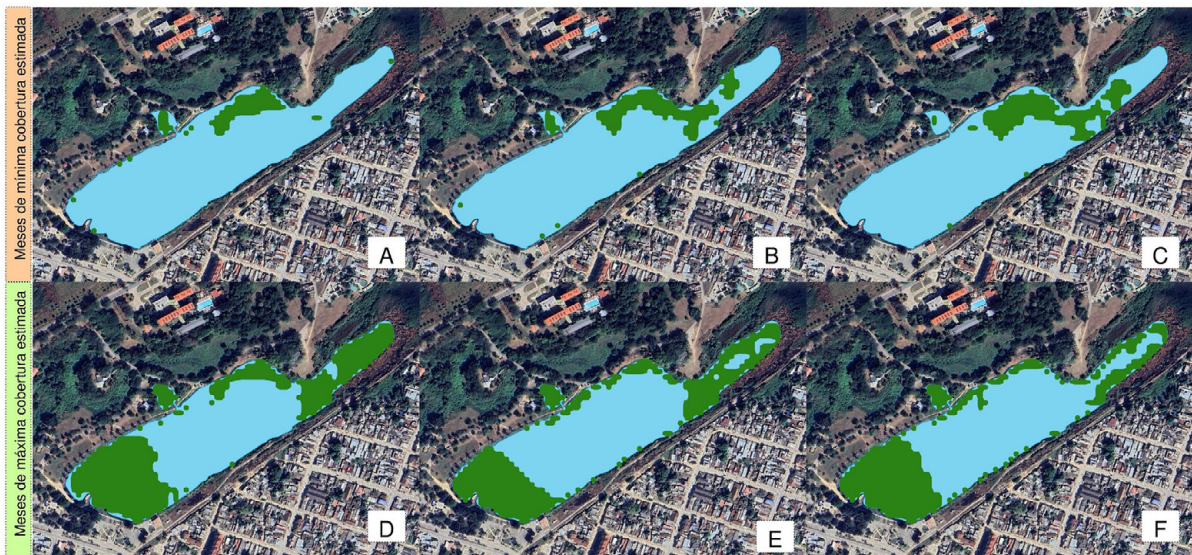 Meses de mínima cobertura estimada
A
B
C
Meses de máxima cobertura estimada
D
E
F